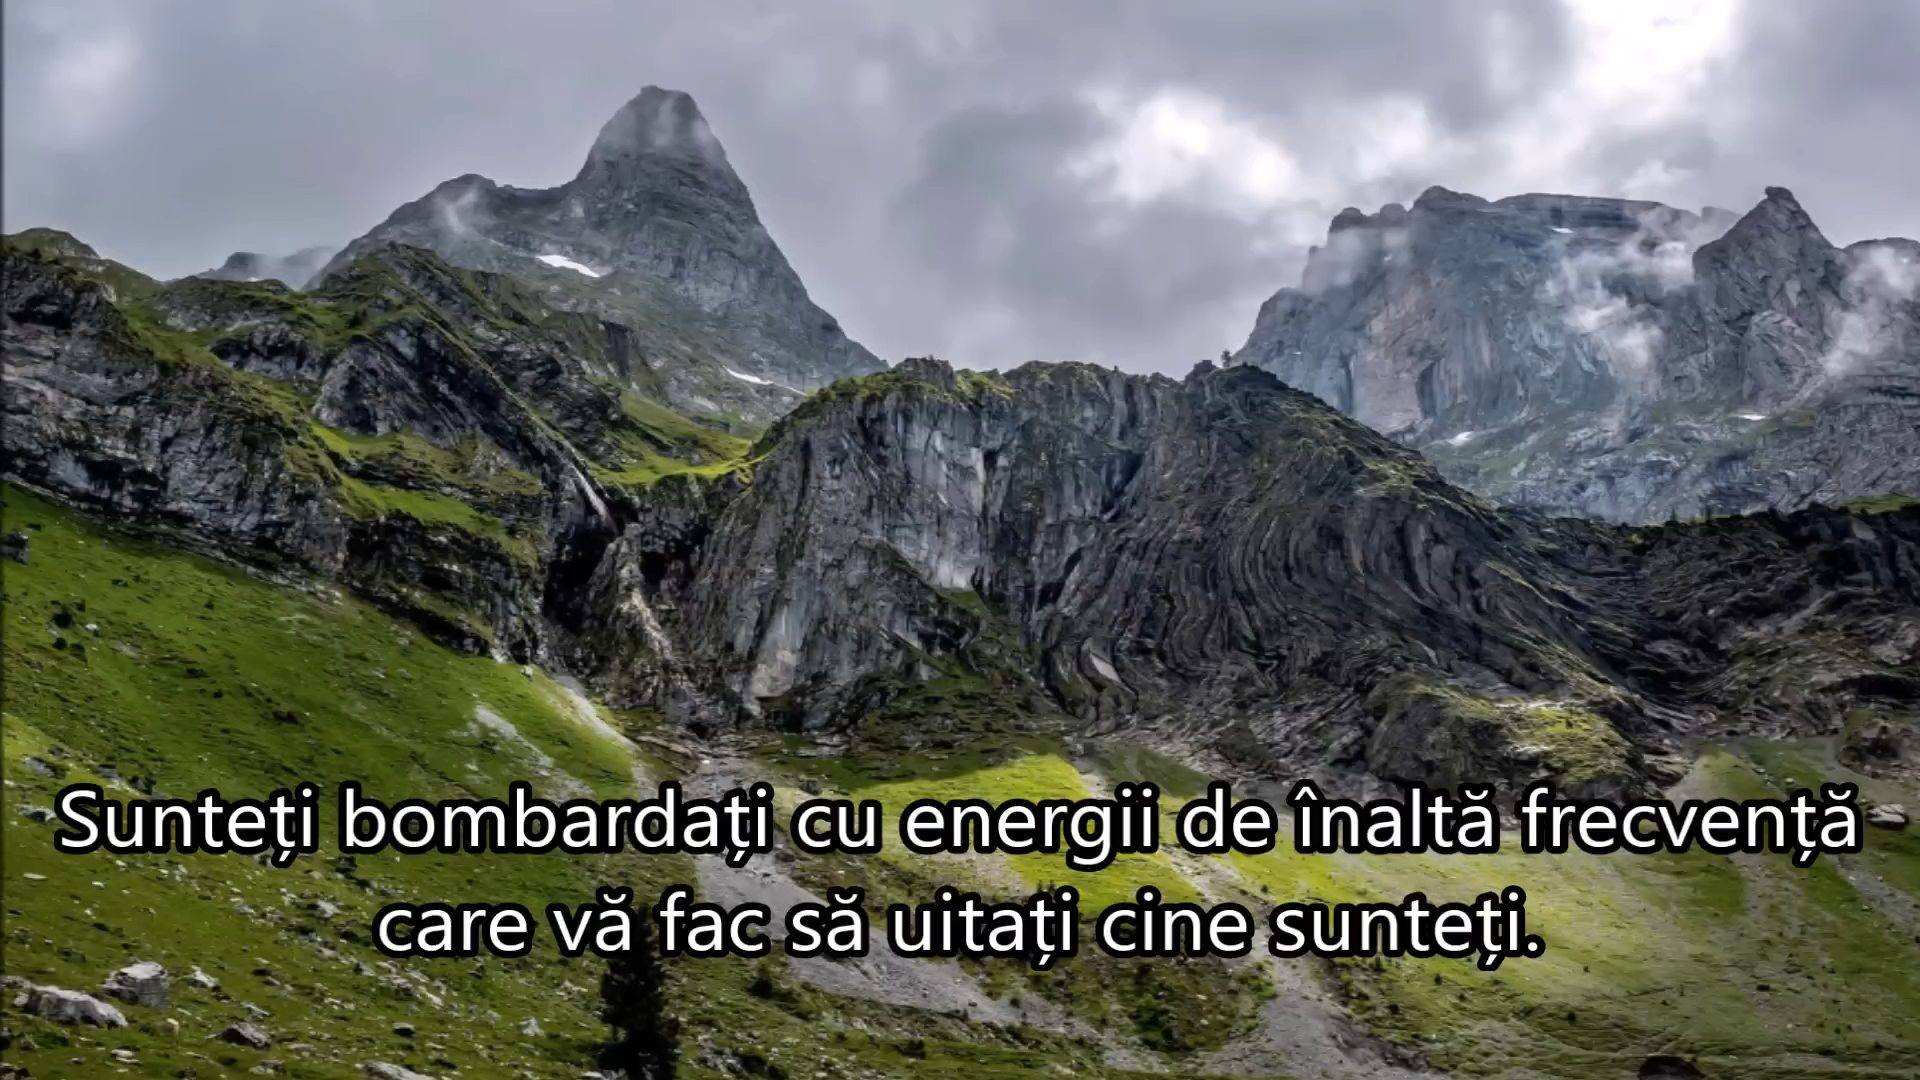 Sunteți bombardați cu energii de înaltă frecvență
care vă fac să uitați cine sunteți.